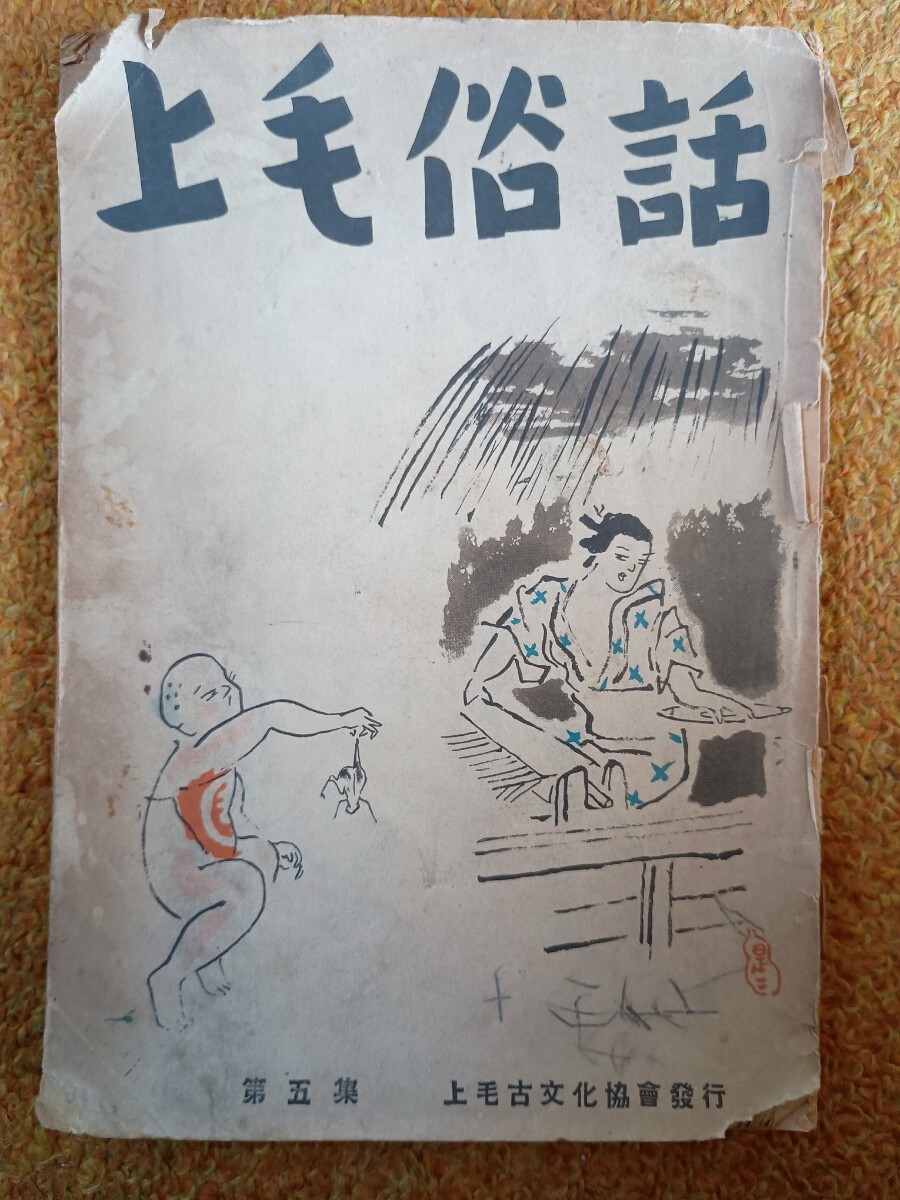 上毛俗話
第五集 上毛古文化協會發行